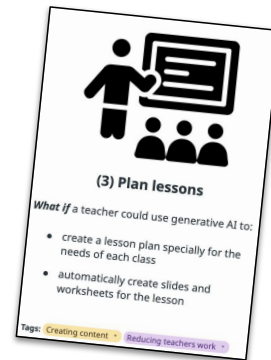 (3) Plan lessons
What if a teacher could use generative AI to:
• create a lesson plan specially for the
needs of each class
• automatically create slides and
worksheets for the lesson
Tags: Creating content Reducing teachers work